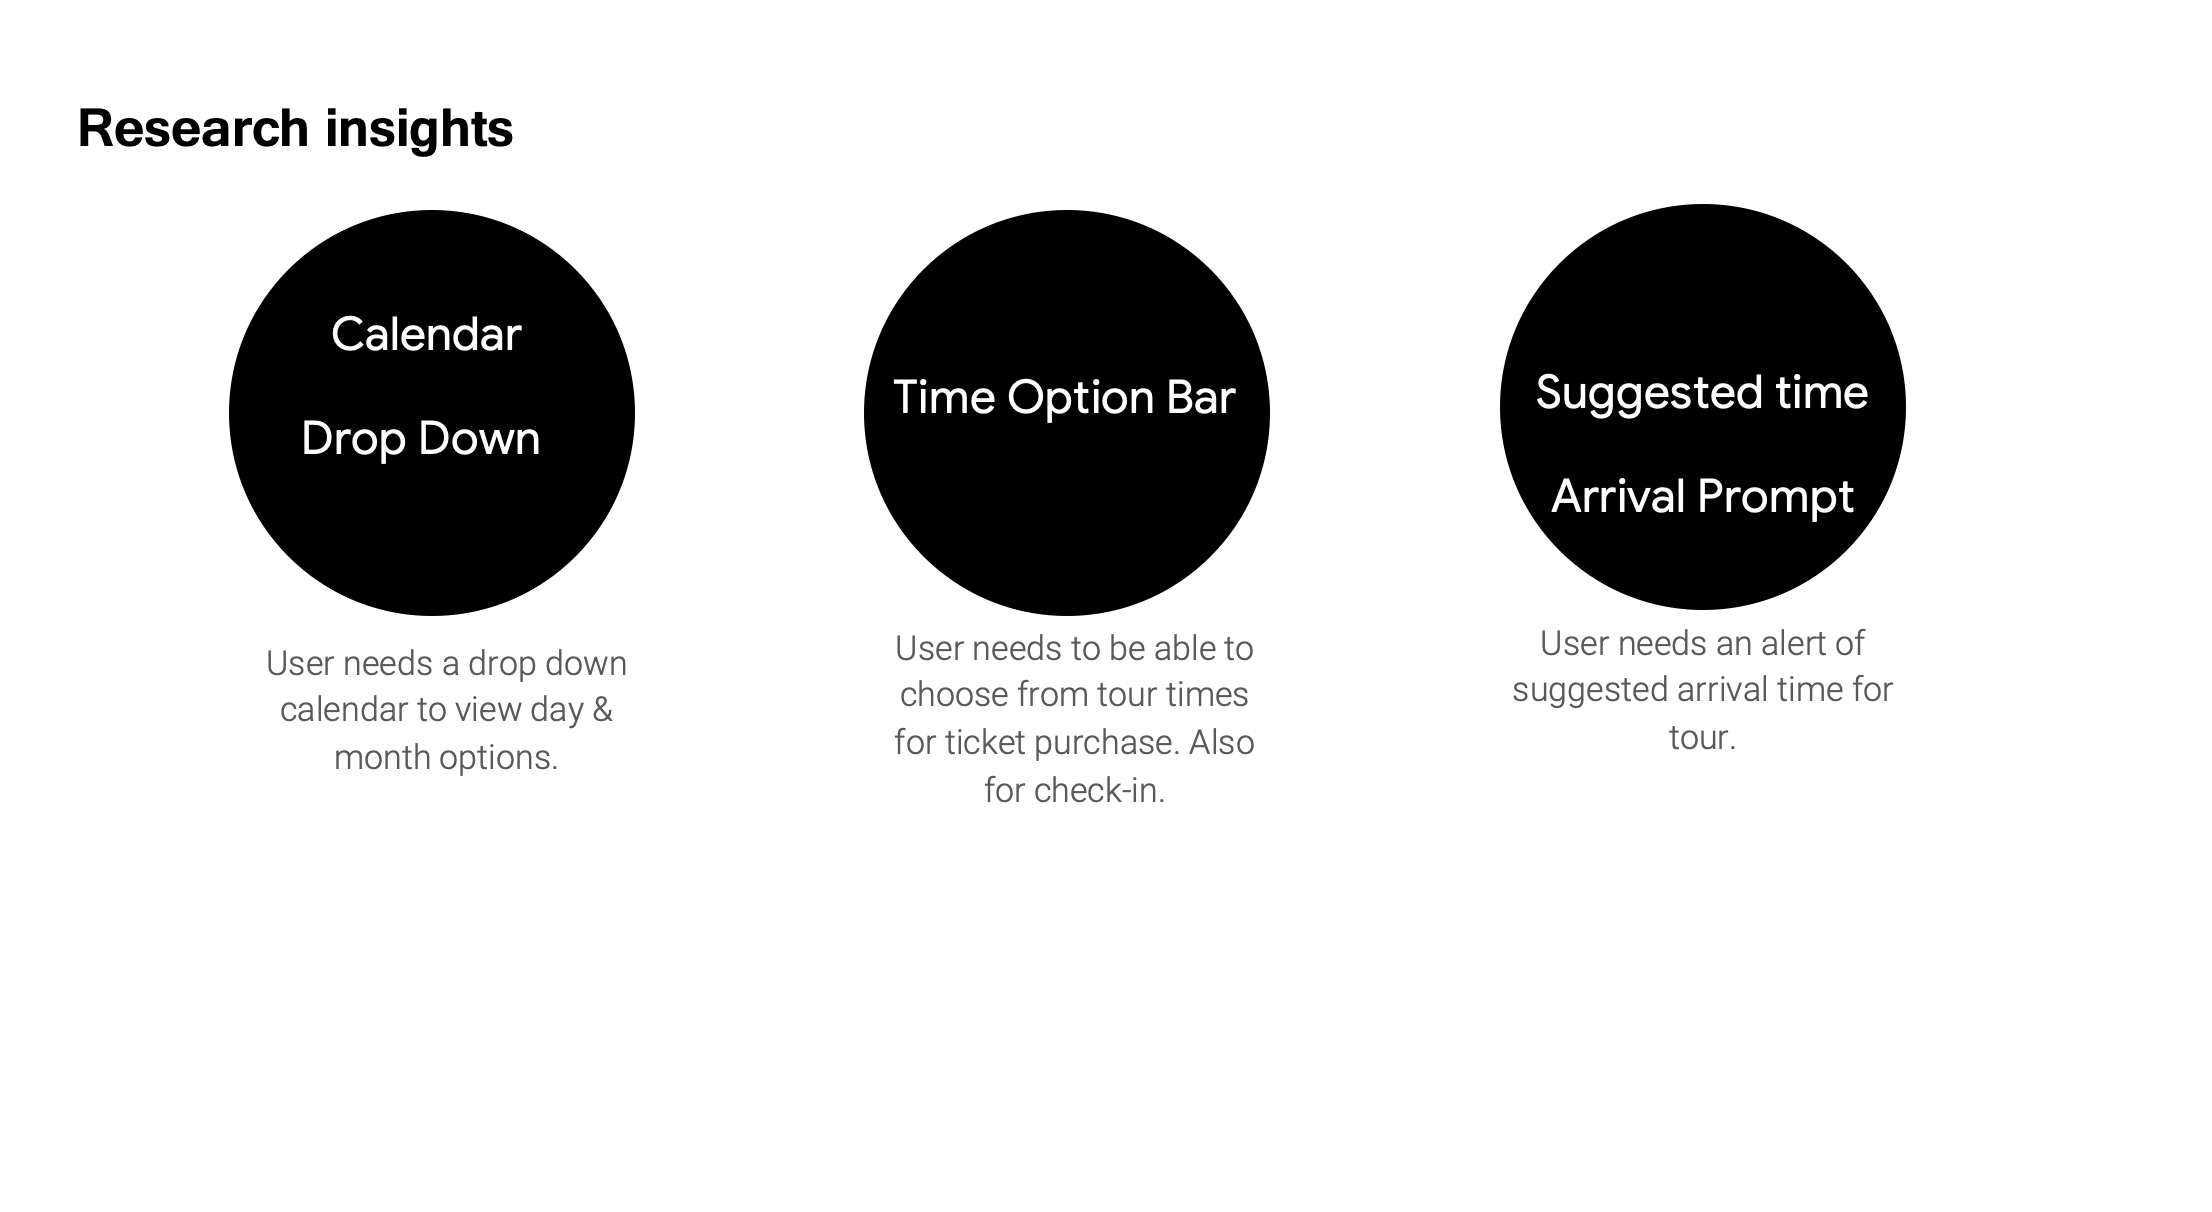 Research insights
Calendar
Drop Down
User needs a drop down
calendar to view day &
month options.
Time Option Bar
User needs to be able to
choose from tour times
for ticket purchase. Also
for check-in.
Suggested time
Arrival Prompt
User needs an alert of
suggested arrival time for
tour.